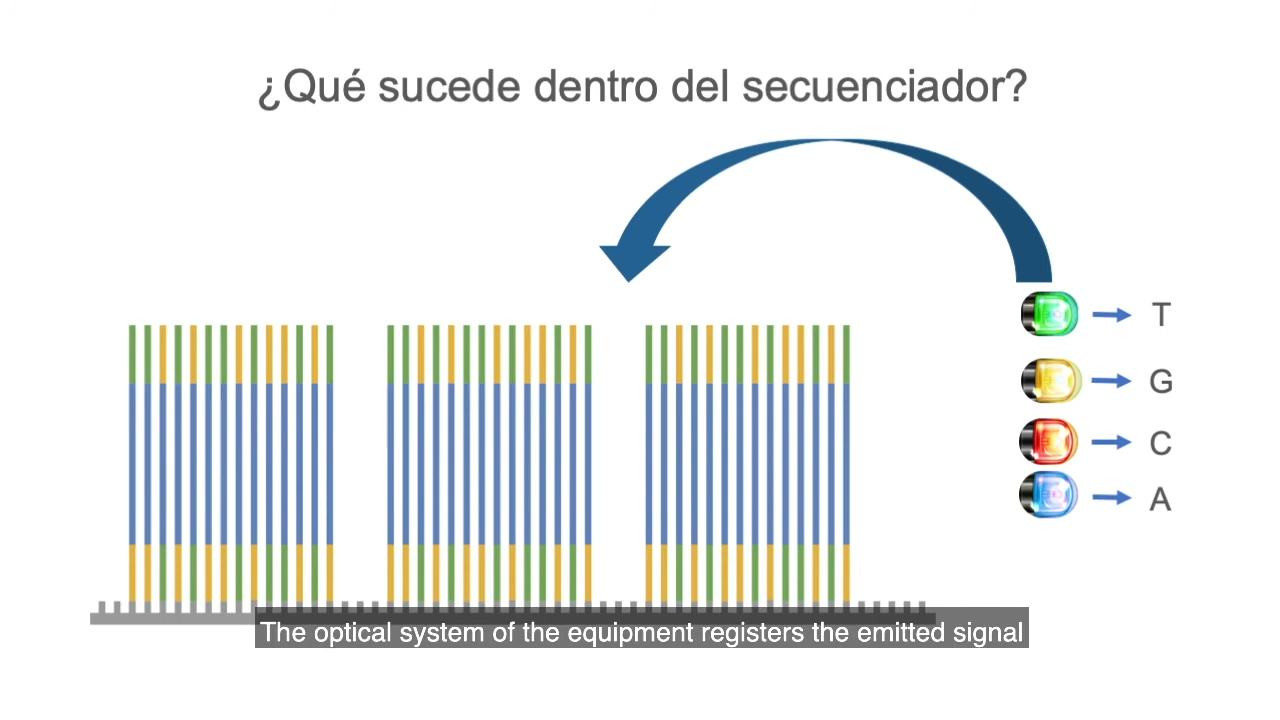 ¿Qué sucede dentro del secuenciador?
T
G
C
A
The optical system of the equipment registers the emitted signal